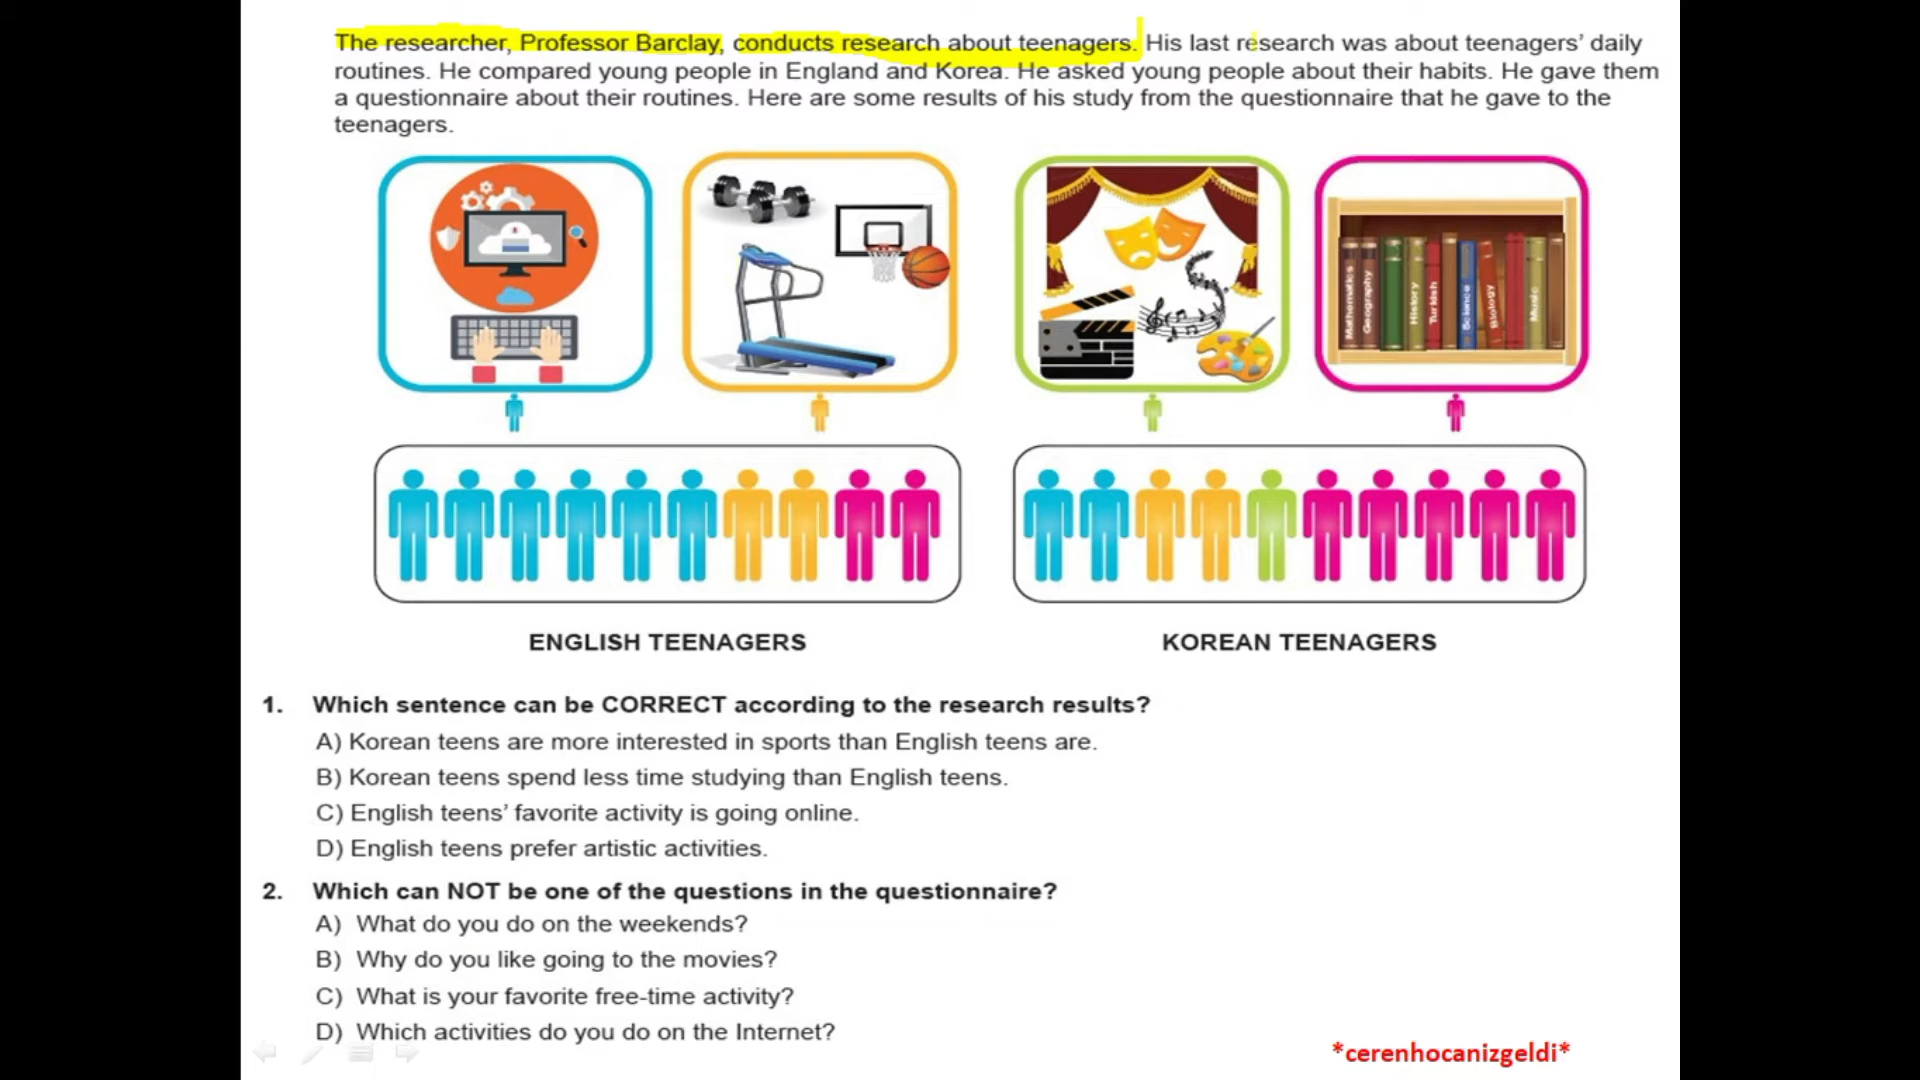 The researcher, Professor Barclay, conducts research about teenagers. His last research was about teenagers’ daily
routines. He compared young people in England and Korea. He asked young people about their habits. He gave them
a questionnaire about their routines. Here are some results of his study from the questionnaire that he gave to the
teenagers.
Mathematics
Geography
History
Turkish
Science
Biology
Music
ENGLISH TEENAGERS
KOREAN TEENAGERS
1. Which sentence can be CORRECT according to the research results?
A) Korean teens are more interested in sports than English teens are.
B) Korean teens spend less time studying than English teens.
C) English teens’ favorite activity is going online.
D) English teens prefer artistic activities.
2. Which can NOT be one of the questions in the questionnaire?
A) What do you do on the weekends?
B) Why do you like going to the movies?
C) What is your favorite free-time activity?
D) Which activities do you do on the Internet?
*cerenhocanizgeldi*